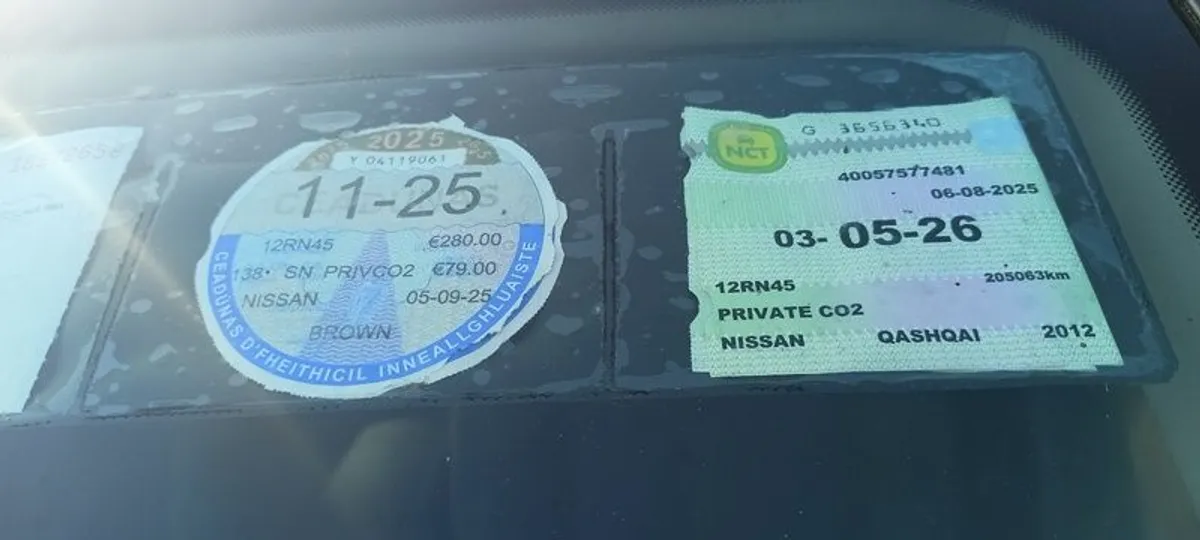 2025
Y 04119061
11-25
12RN45 €280.00
138* SN PRIVCO2 €79.00
NISSAN 05-09-25
BROWN
CEADÚNAS D'FHEITHICIL INNEALLGHLUAISTE
G 3656340
NCT
40057577481
06-08-2025
03-05-26
12RN45 205063km
PRIVATE CO2
NISSAN QASHQAI 2012